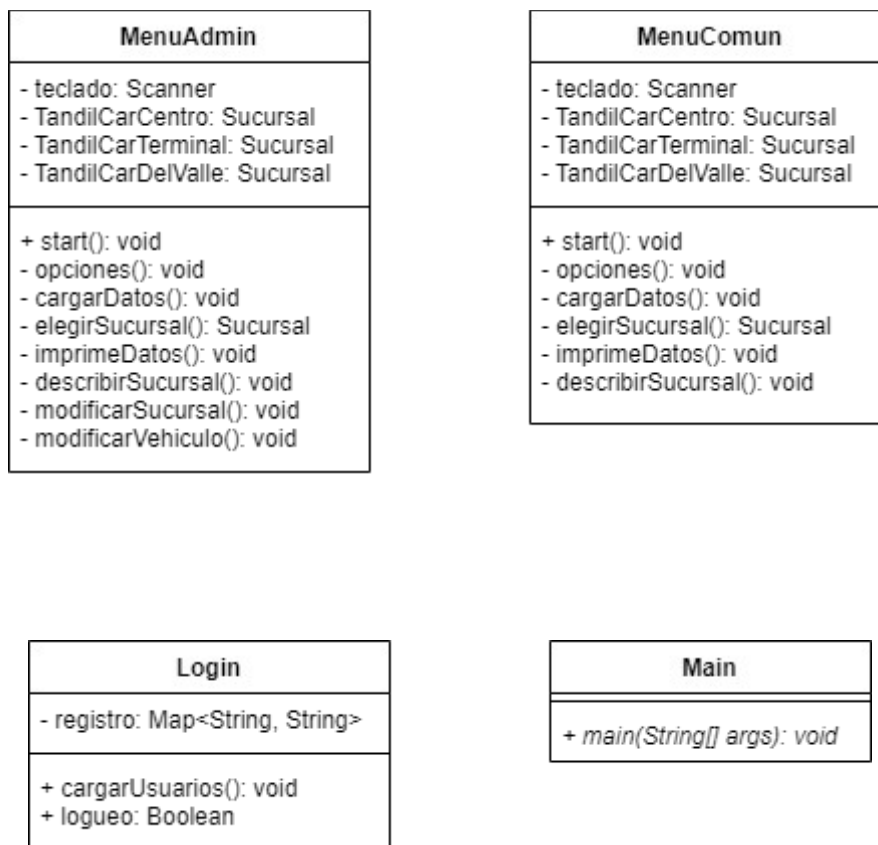 MenuAdmin
- teclado: Scanner
- TandilCarCentro: Sucursal
- TandilCarTerminal: Sucursal
- TandilCarDelValle: Sucursal
+ start(): void
- opciones(): void
- cargarDatos(): void
- elegirSucursal(): Sucursal
- imprimeDatos(): void
- describirSucursal(): void
- modificarSucursal(): void
- modificarVehiculo(): void
MenuComun
- teclado: Scanner
- TandilCarCentro: Sucursal
- TandilCarTerminal: Sucursal
- TandilCarDelValle: Sucursal
+ start(): void
- opciones(): void
- cargarDatos(): void
- elegirSucursal(): Sucursal
- imprimeDatos(): void
- describirSucursal(): void
Login
- registro: Map<String, String>
+ cargarUsuarios(): void
+ logueo: Boolean
Main
+ main(String[] args): void